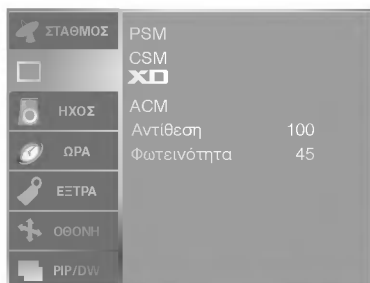 ΣΤΑΘΜΟΣ
ΗΧΟΣ
ΩΡΑ
ΕΞΤΡΑ
ΟΘΟΝΗ
PIP/DW
PSM
CSM
XD
ACM
Αντίθεση 100
Φωτεινότητα 45